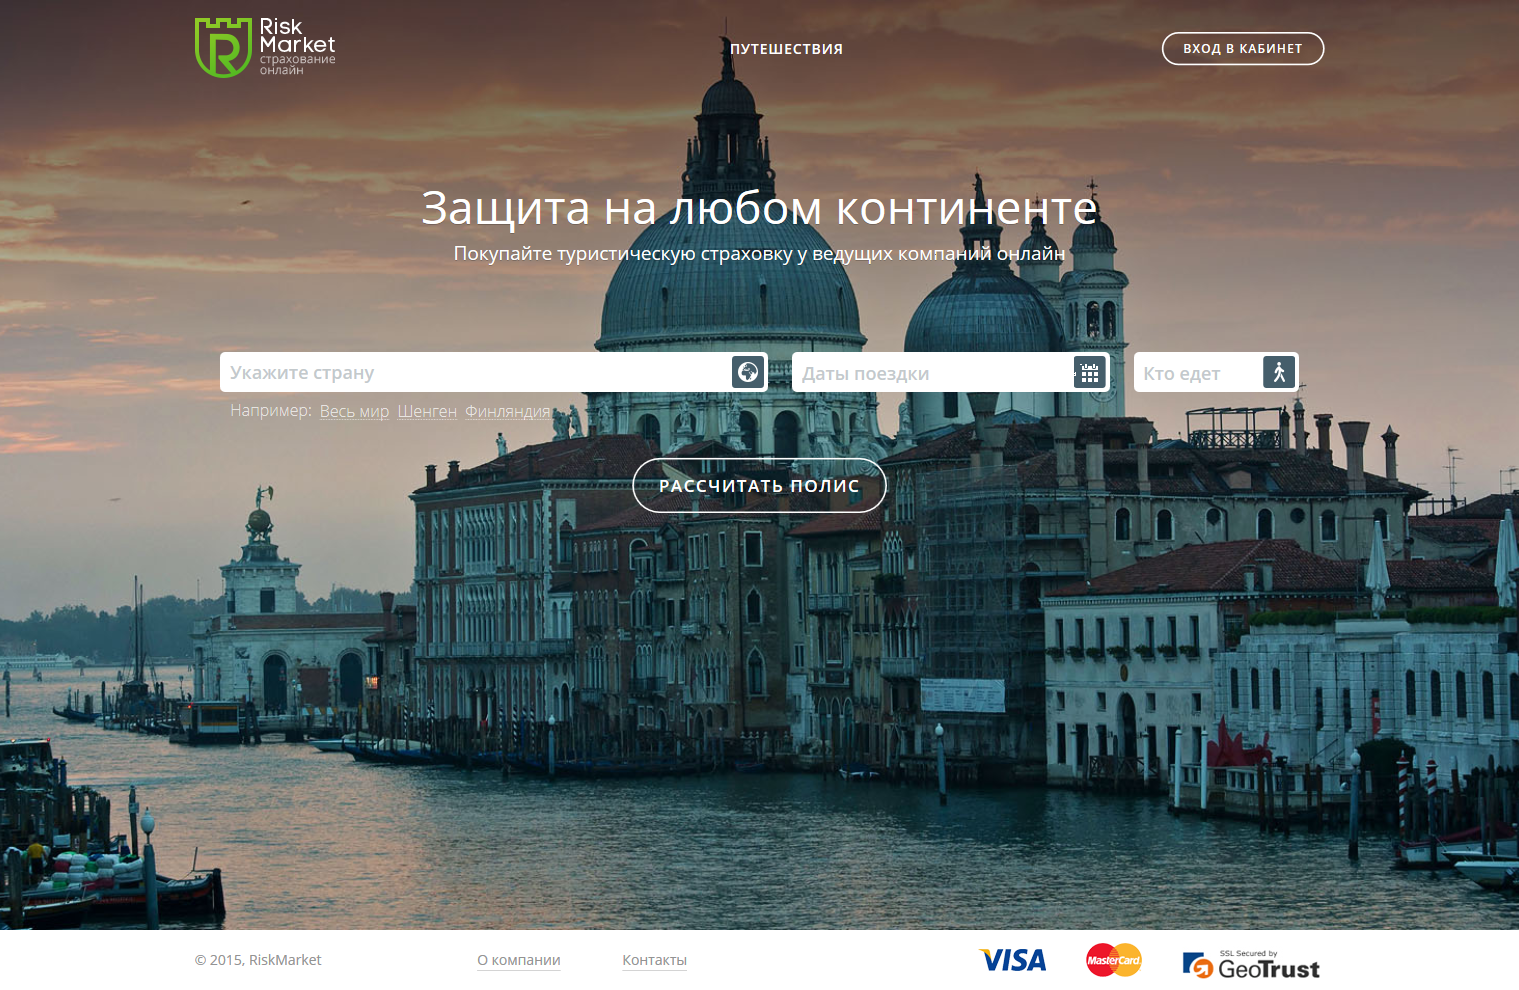 Risk
Market
страхование
онлайн
ПУТЕШЕСТВИЯ
ВХОД В КАБИНЕТ
Защита на любом континенте
Покупайте туристическую страховку у ведущих компаний онлайн
Укажите страну
Даты поездки
Кто едет
Например: Весь мир Шенген Финляндия
РАССЧИТАТЬ ПОЛИС
© 2015, RiskMarket
О компании
Контакты
VISA
MasterCard
SSL Secured by
GeoTrust